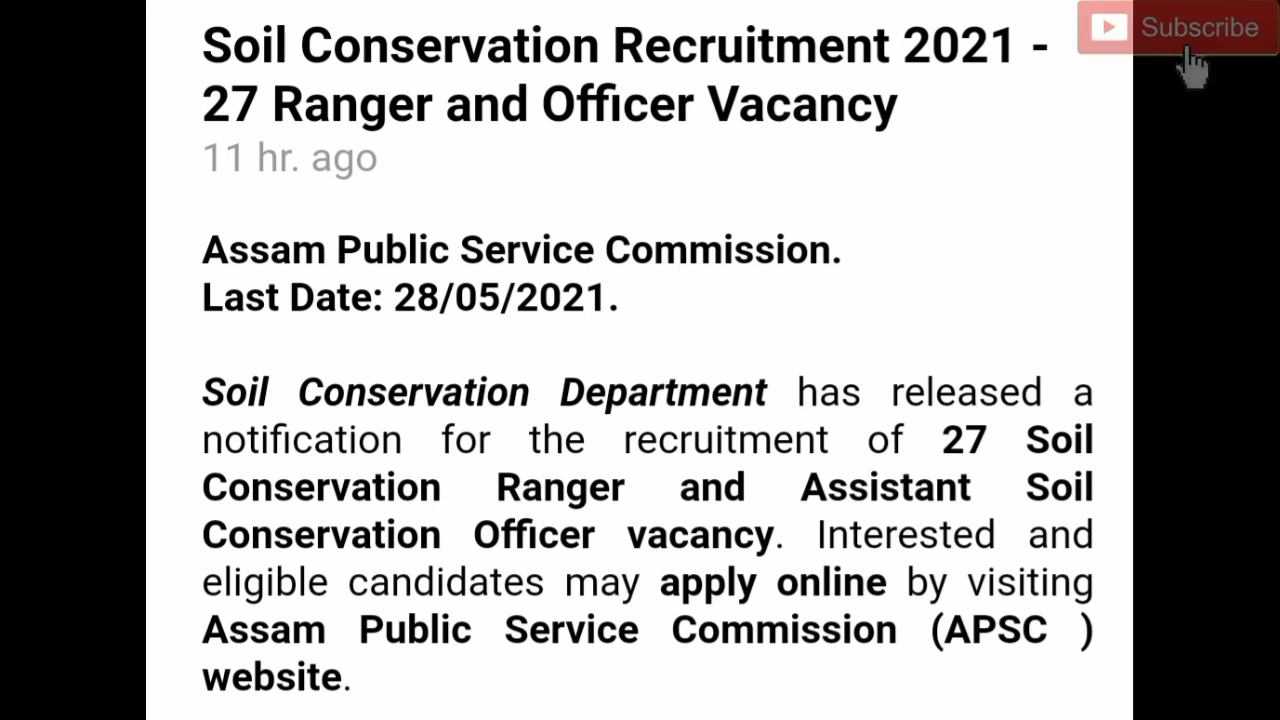 Subscribe
Soil Conservation Recruitment 2021 -
27 Ranger and Officer Vacancy
11 hr. ago
Assam Public Service Commission.
Last Date: 28/05/2021.
Soil Conservation Department has released a
notification for the recruitment of 27 Soil
Conservation Ranger and Assistant Soil
Conservation Officer vacancy. Interested and
eligible candidates may apply online by visiting
Assam Public Service Commission (APSC )
website.